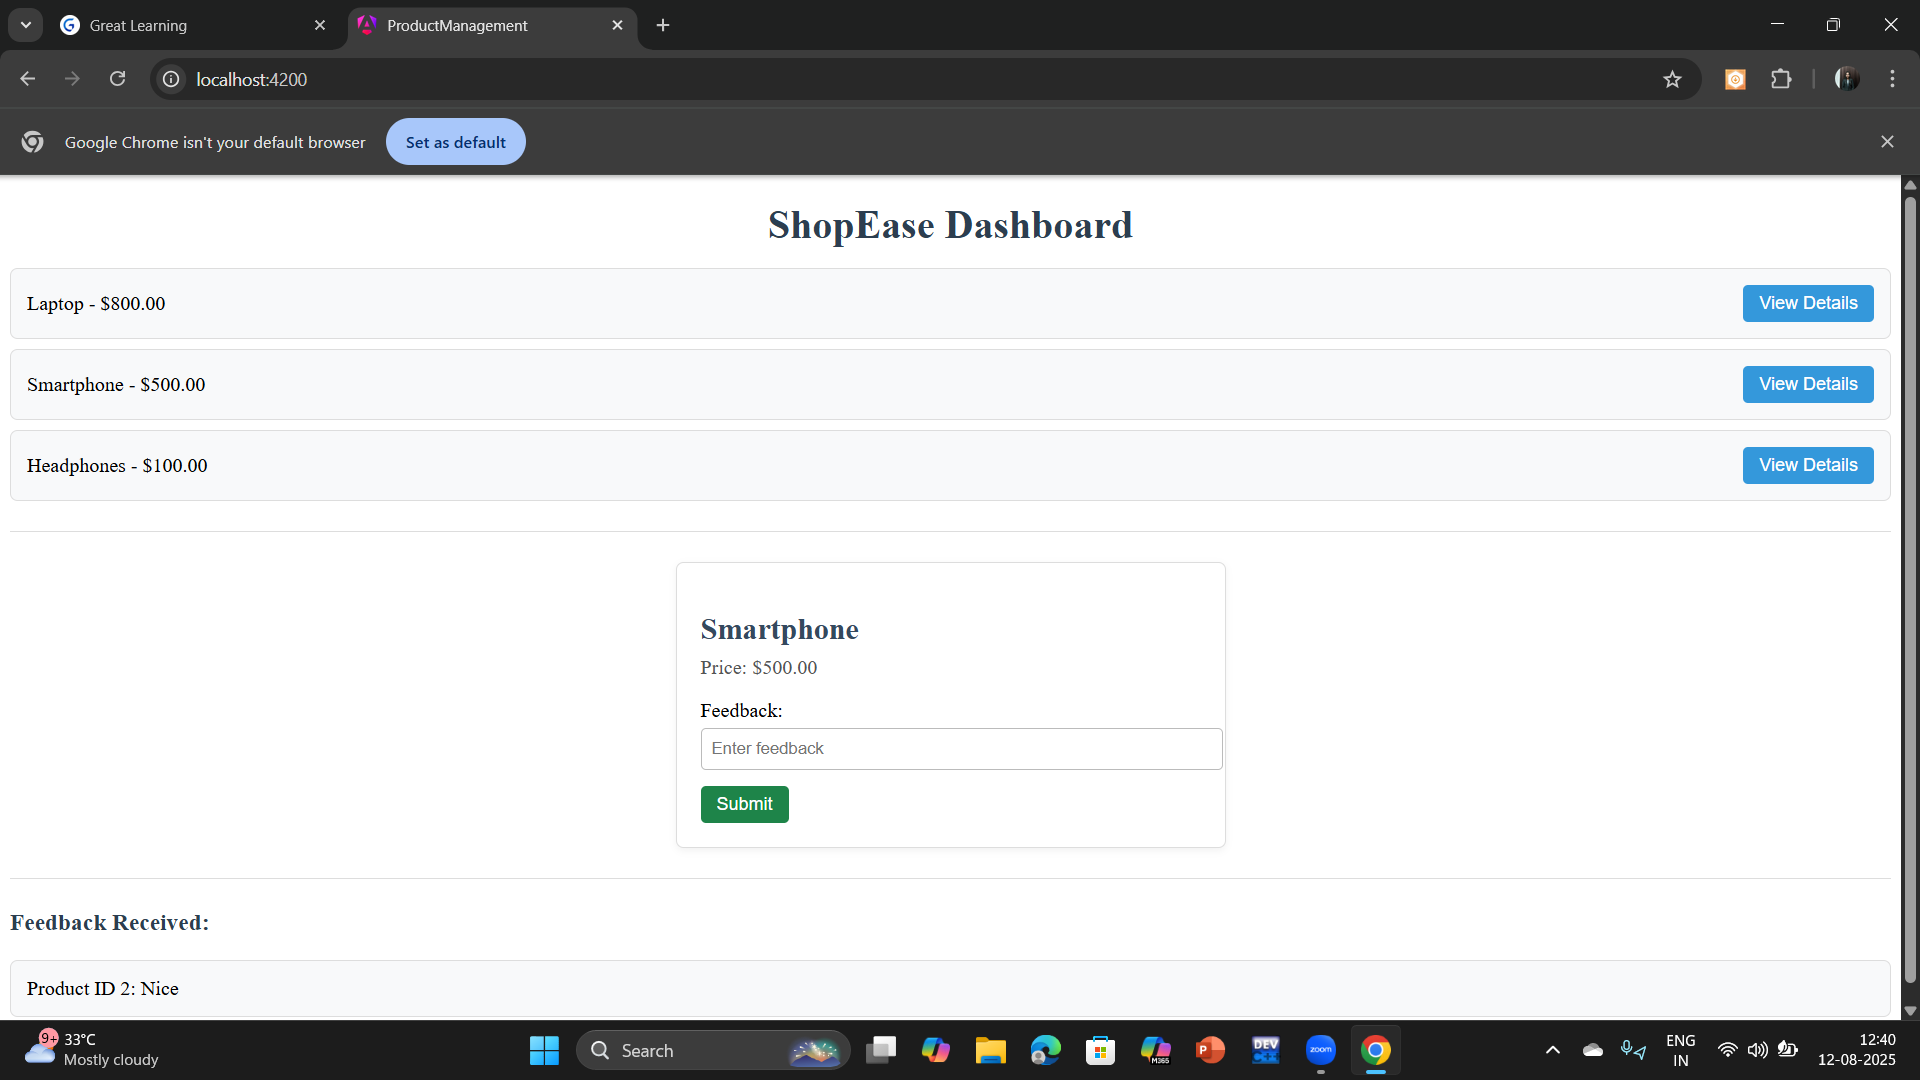 Great Learning
ProductManagement
localhost:4200
Google Chrome isn't your default browser
Set as default
ShopEase Dashboard
Laptop - $800.00
View Details
Smartphone - $500.00
View Details
Headphones - $100.00
View Details
Smartphone
Price: $500.00
Feedback:
Enter feedback
Submit
Feedback Received:
Product ID 2: Nice
9+
33°C
Mostly cloudy
Search
M365
P
DEV
C++
zoom
ENG
IN
12:40
12-08-2025